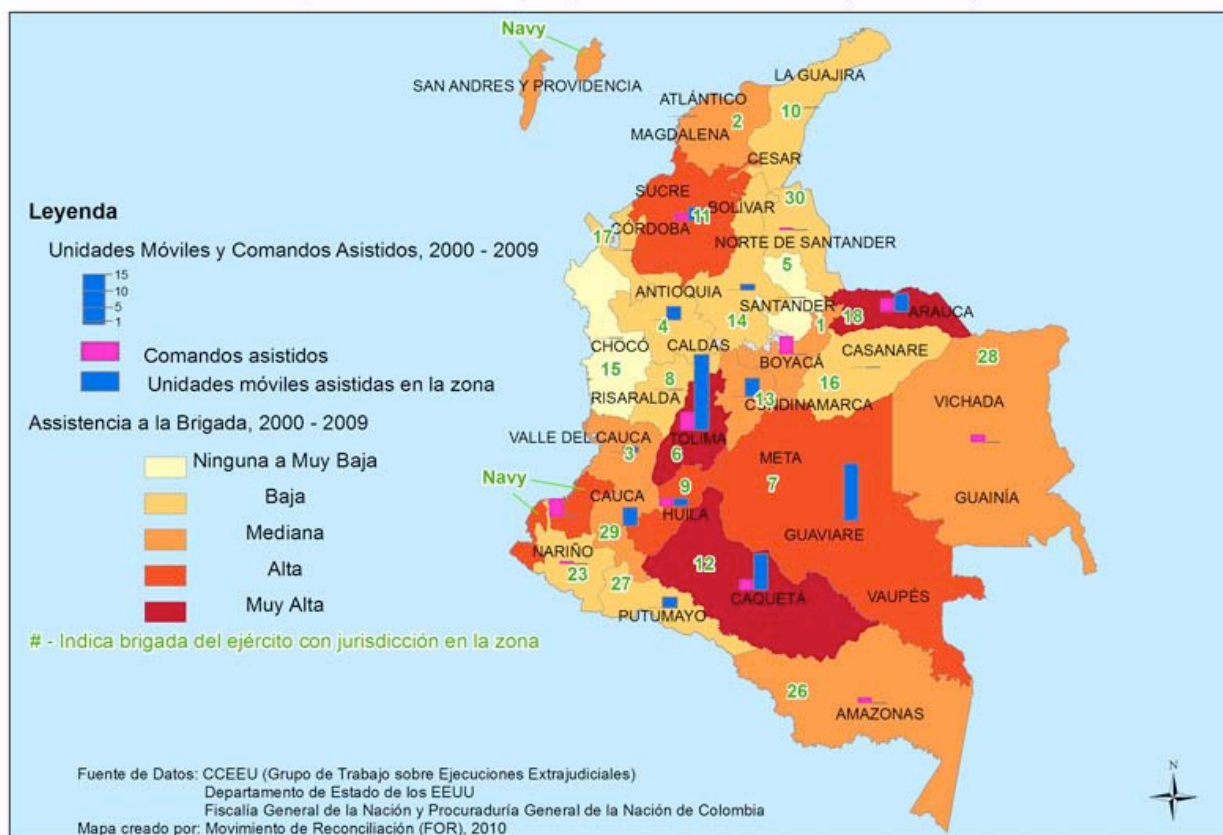 Navy
SAN ANDRES Y PROVIDENCIA
LA GUAJIRA
ATLÁNTICO
10
2
MAGDALENA
CESAR
SUCRE
30
BOLÍVAR
11
17
CÓRDOBA
NORTE DE SANTANDER
5
ANTIOQUIA
SANTANDER
ARAUCA
18
14
1
4
CHOCÓ
CALDAS
BOYACÁ
CASANARE
28
15
8
16
RISARALDA
13
CUNDINAMARCA
VICHADA
VALLE DEL CAUCA
TOLIMA
3
6
META
Navy
9
7
CAUCA
GUAINÍA
HUILA
GUAVIARE
29
NARIÑO
12
23
27
CAQUETÁ
VAUPÉS
PUTUMAYO
26
AMAZONAS
N
Leyenda
Unidades Móviles y Comandos Asistidos, 2000 - 2009
15
10
5
1
Comandos asistidos
Unidades móviles asistidas en la zona
Assistencia a la Brigada, 2000 - 2009
Ninguna a Muy Baja
Baja
Mediana
Alta
Muy Alta
# - Indica brigada del ejército con jurisdicción en la zona
Fuente de Datos: CCEEU (Grupo de Trabajo sobre Ejecuciones Extrajudiciales)
Departamento de Estado de los EEUU
Fiscalía General de la Nación y Procuraduría General de la Nación de Colombia
Mapa creado por: Movimiento de Reconciliación (FOR), 2010